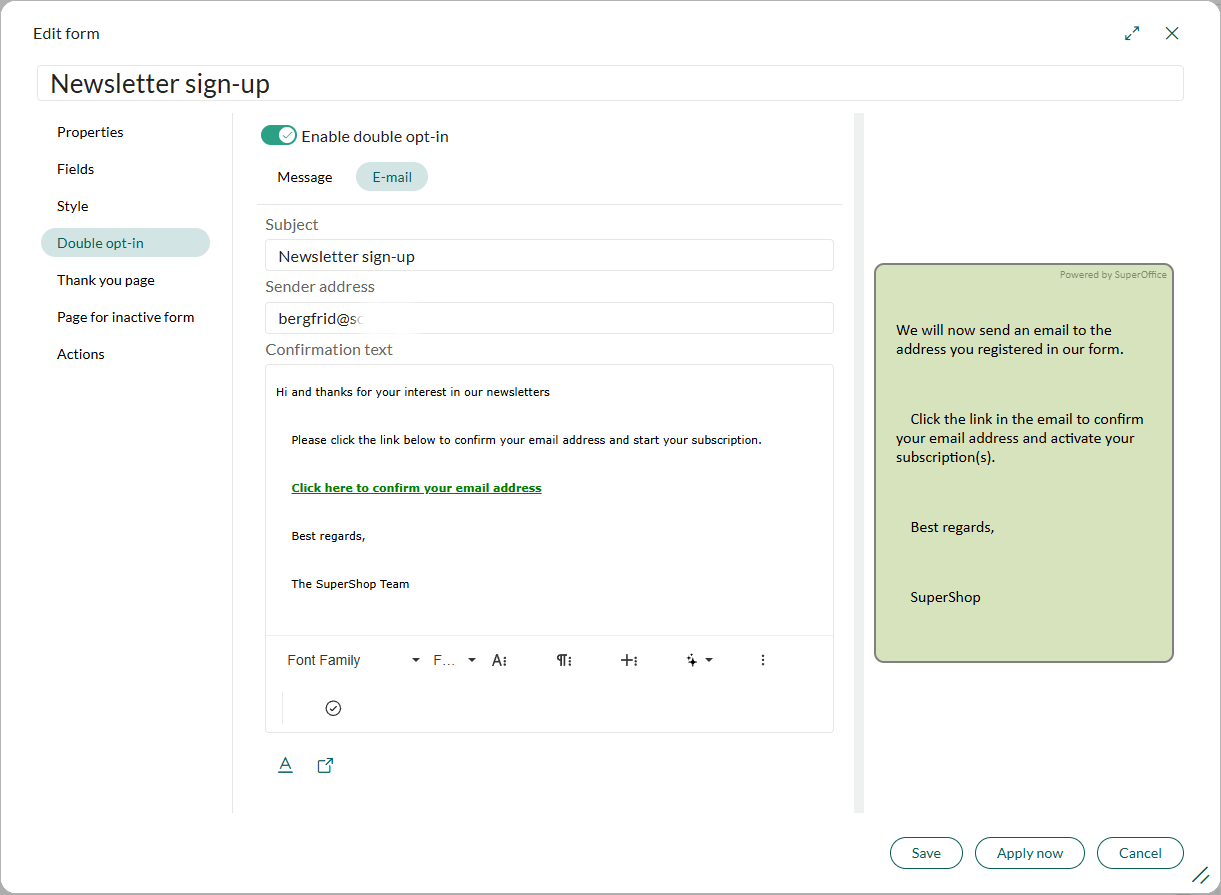 Edit form
Newsletter sign-up
Properties
Fields
Style
Double opt-in
Thank you page
Page for inactive form
Actions
Enable double opt-in
Message
E-mail
Subject
Newsletter sign-up
Sender address
bergfrid@sc
Confirmation text
Hi and thanks for your interest in our newsletters
Please click the link below to confirm your email address and start your subscription.
Click here to confirm your email address
Best regards,
The SuperShop Team
Font Family
F...
Powered by SuperOffice
We will now send an email to the
address you registered in our form.
Click the link in the email to confirm
your email address and activate your
subscription(s).
Best regards,
SuperShop
Save
Apply now
Cancel